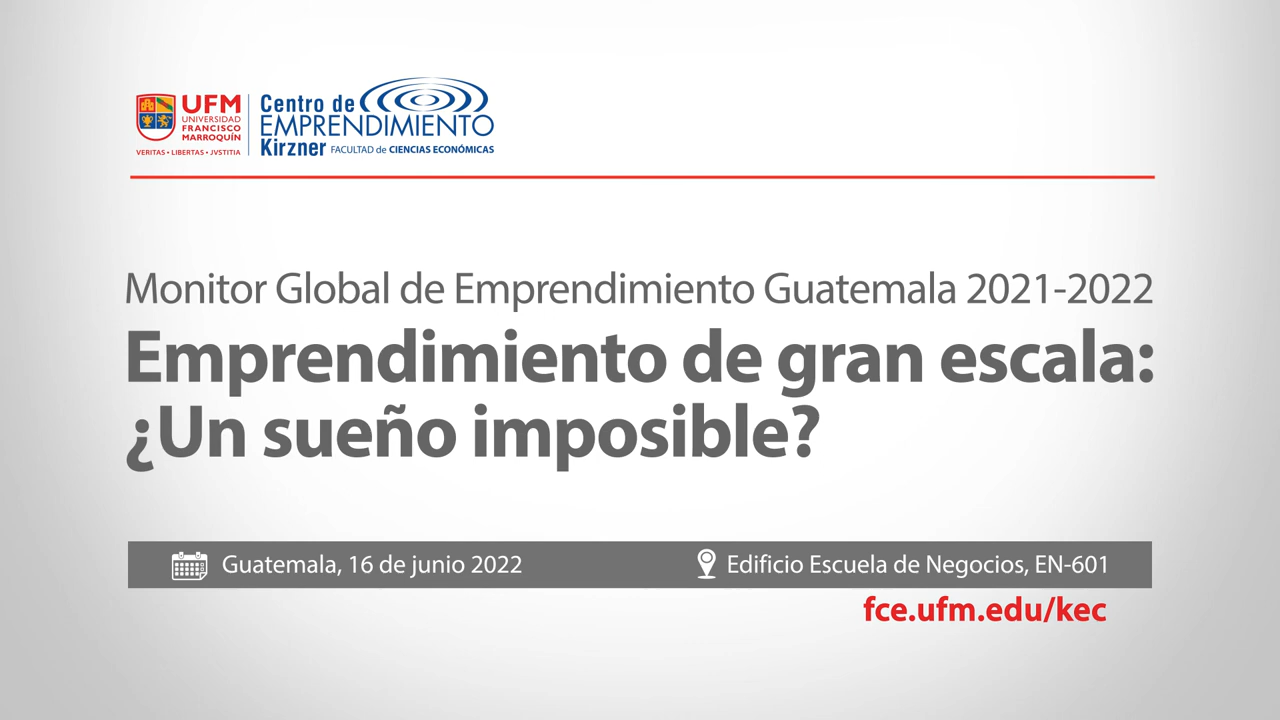 UFM
UNIVERSIDAD
FRANCISCO
MARROQUÍN
VERITAS • LIBERTAS • JVSTITIA
Centro de
EMPRENDIMIENTO
Kirzner FACULTAD de CIENCIAS ECONÓMICAS
Monitor Global de Emprendimiento Guatemala 2021-2022
Emprendimiento de gran escala:
¿Un sueño imposible?
Guatemala, 16 de junio 2022
Edificio Escuela de Negocios, EN-601
fce.ufm.edu/kec